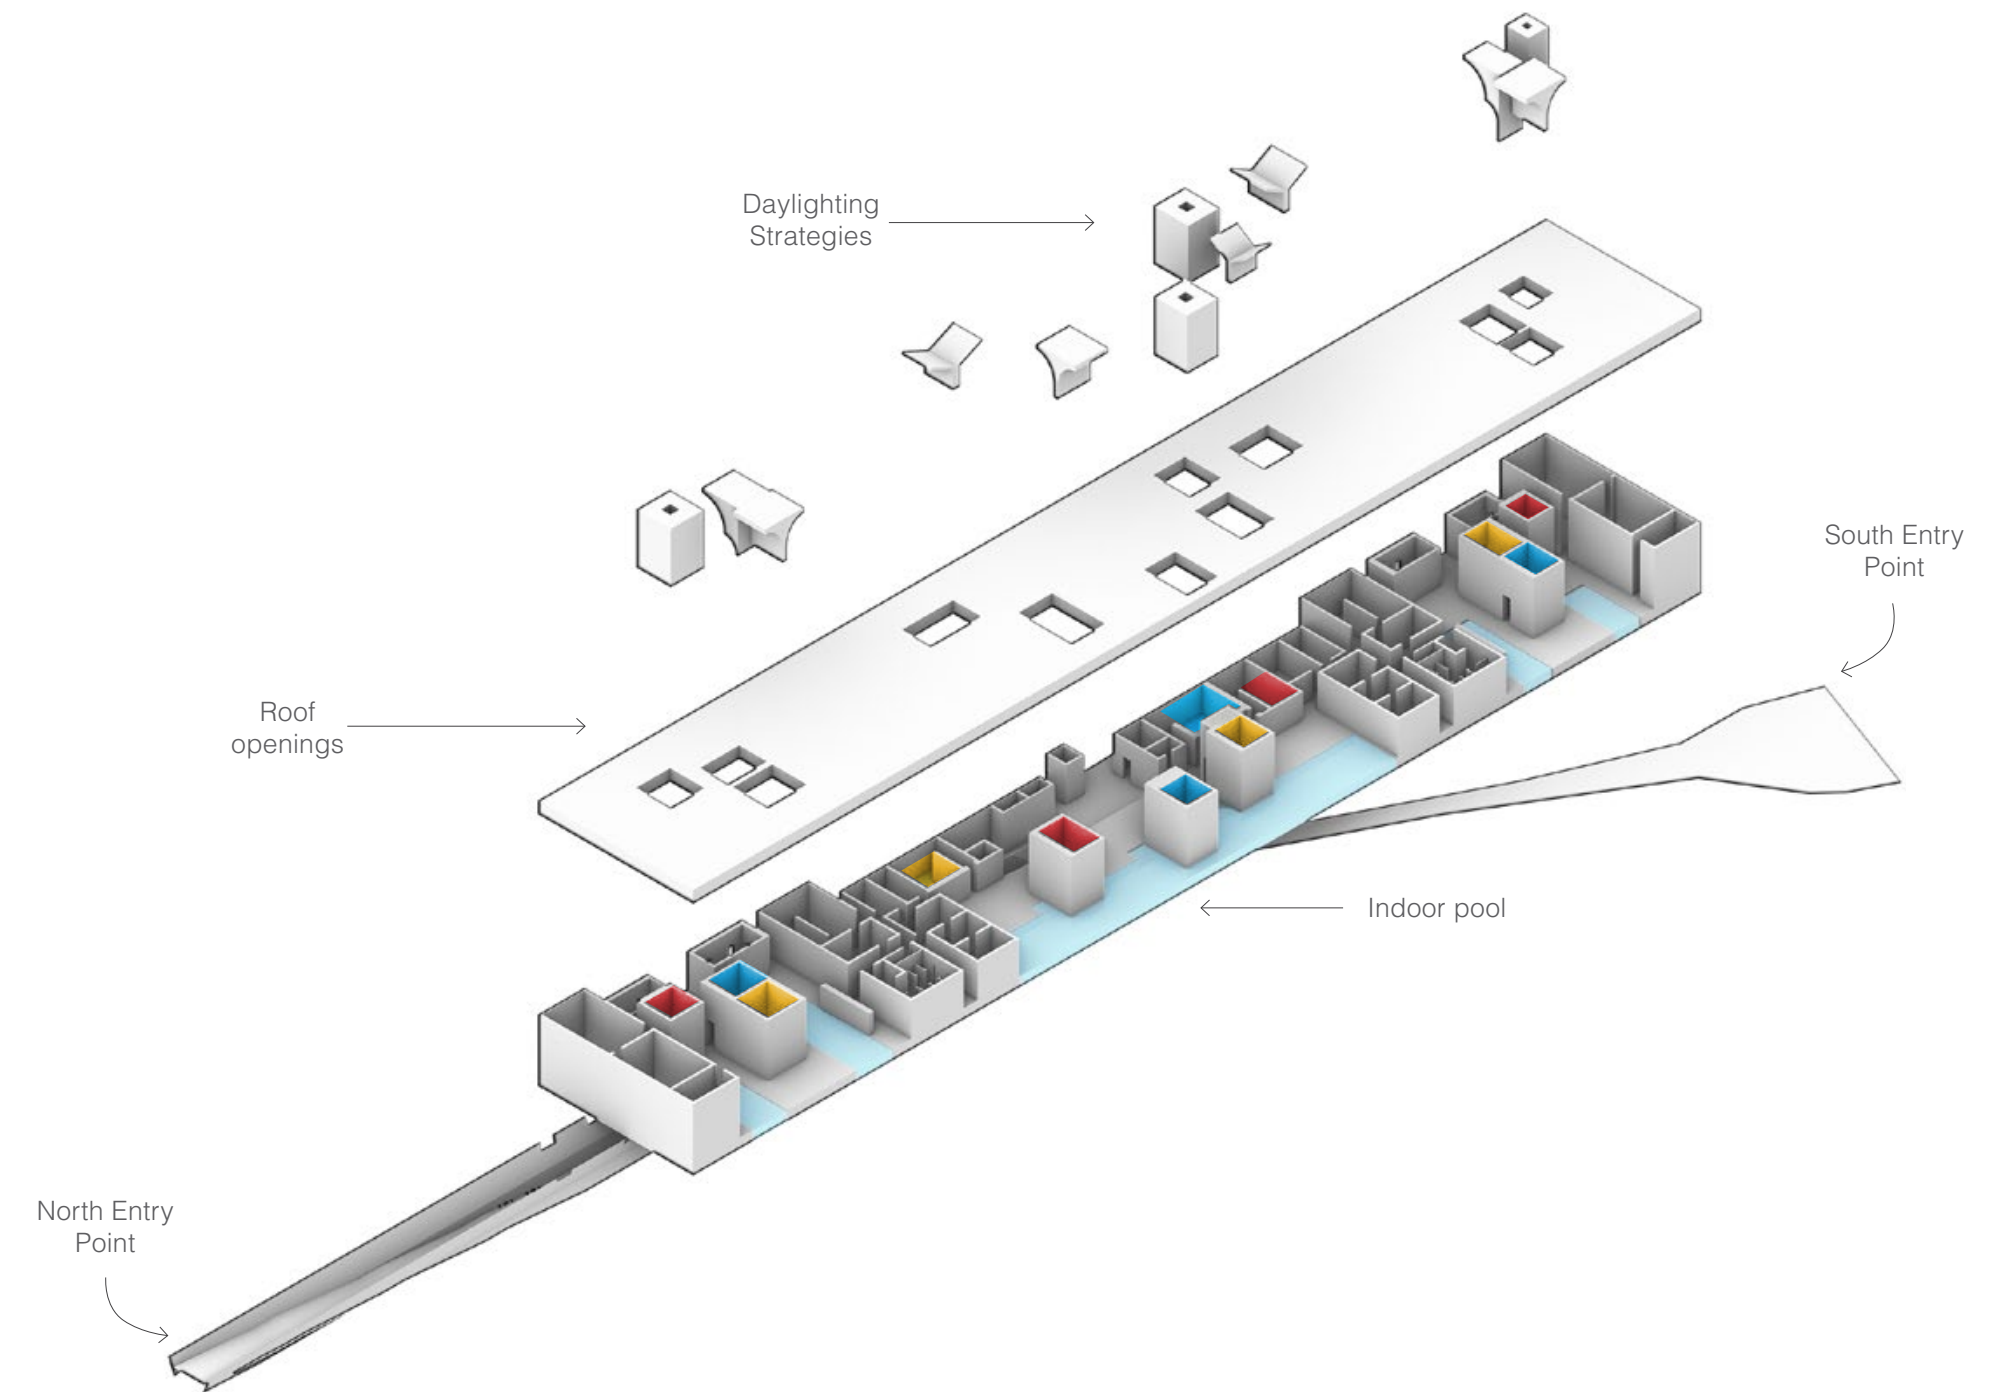 Daylighting
Strategies
South Entry
Point
Roof
openings
Indoor pool
North Entry
Point